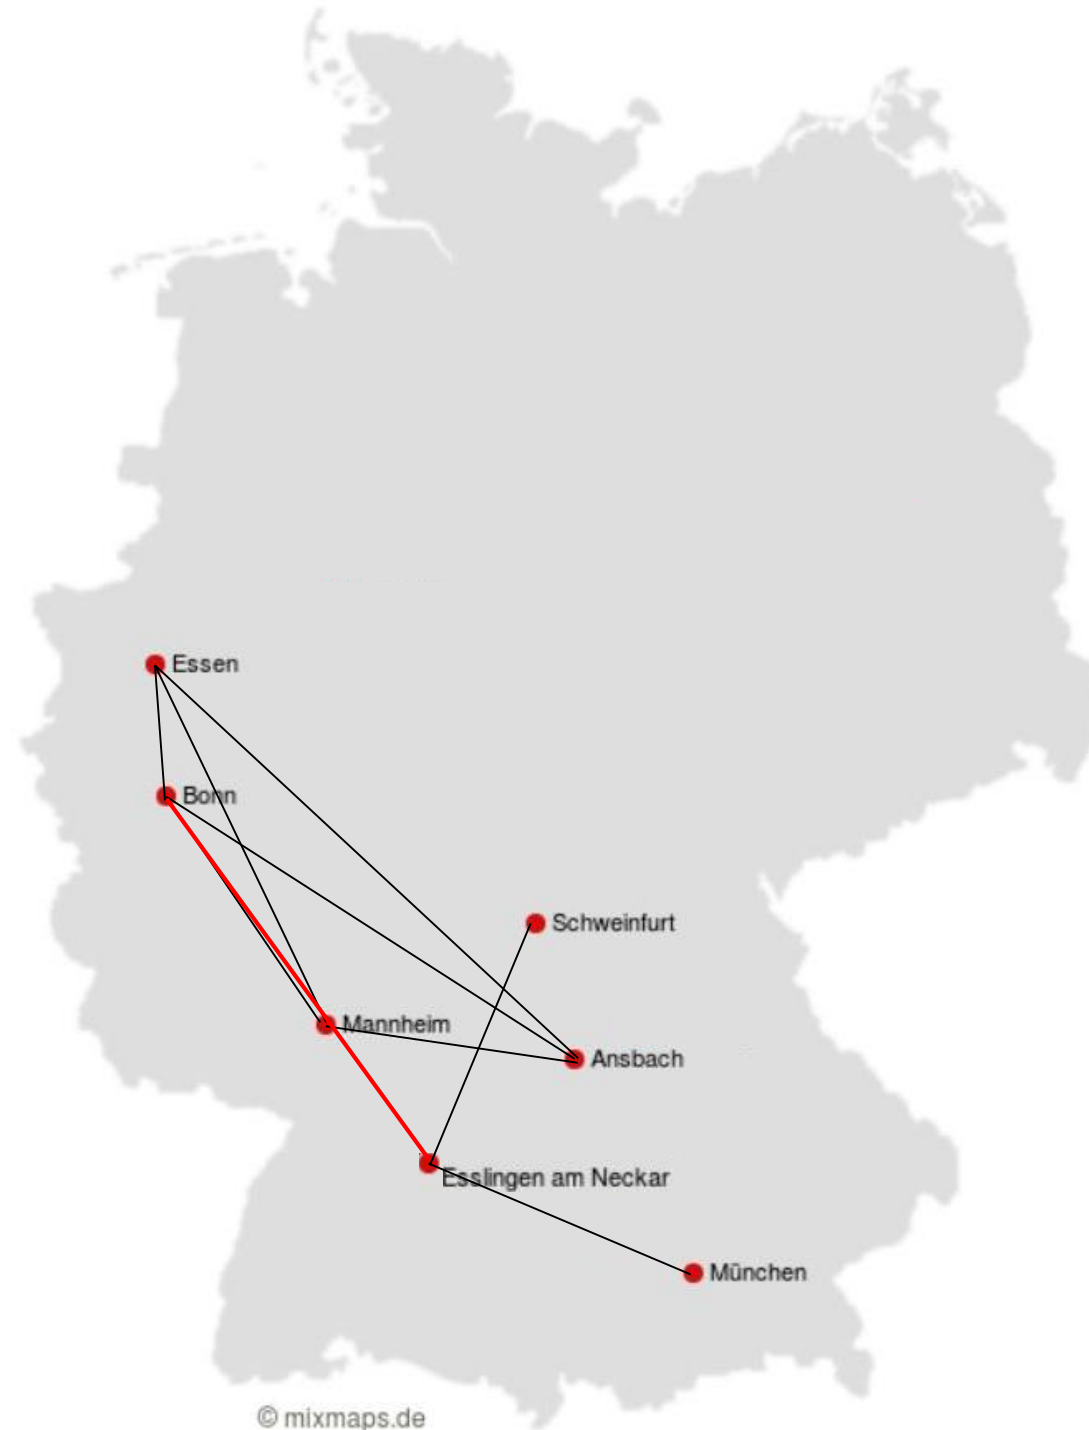 Essen
Bonn
Schweinfurt
Mannheim
Ansbach
Esslingen am Neckar
München
© mixmaps.de